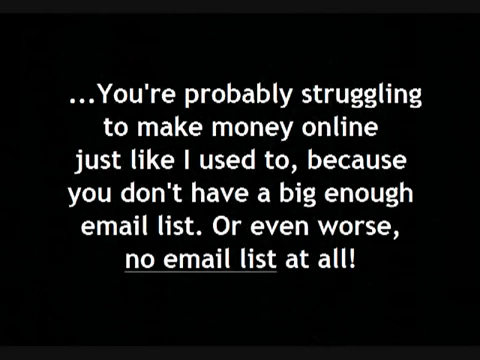 ...You're probably struggling
to make money online
just like I used to, because
you don't have a big enough
email list. Or even worse,
no email list at all!